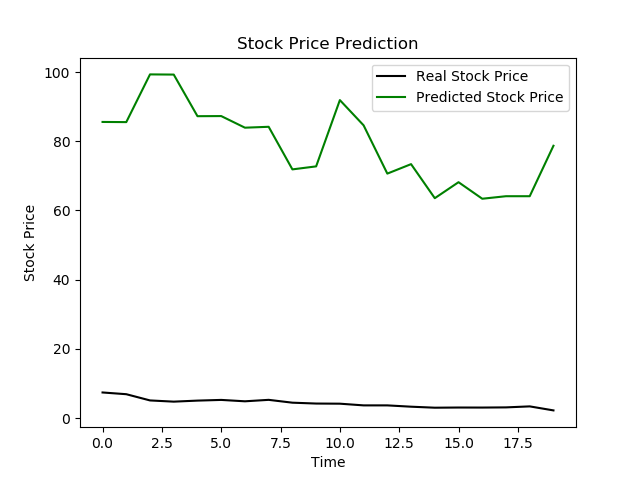 Stock Price Prediction
Real Stock Price
Predicted Stock Price
Stock Price
100
80
60
40
20
0
0.0 2.5 5.0 7.5 10.0 12.5 15.0 17.5
Time